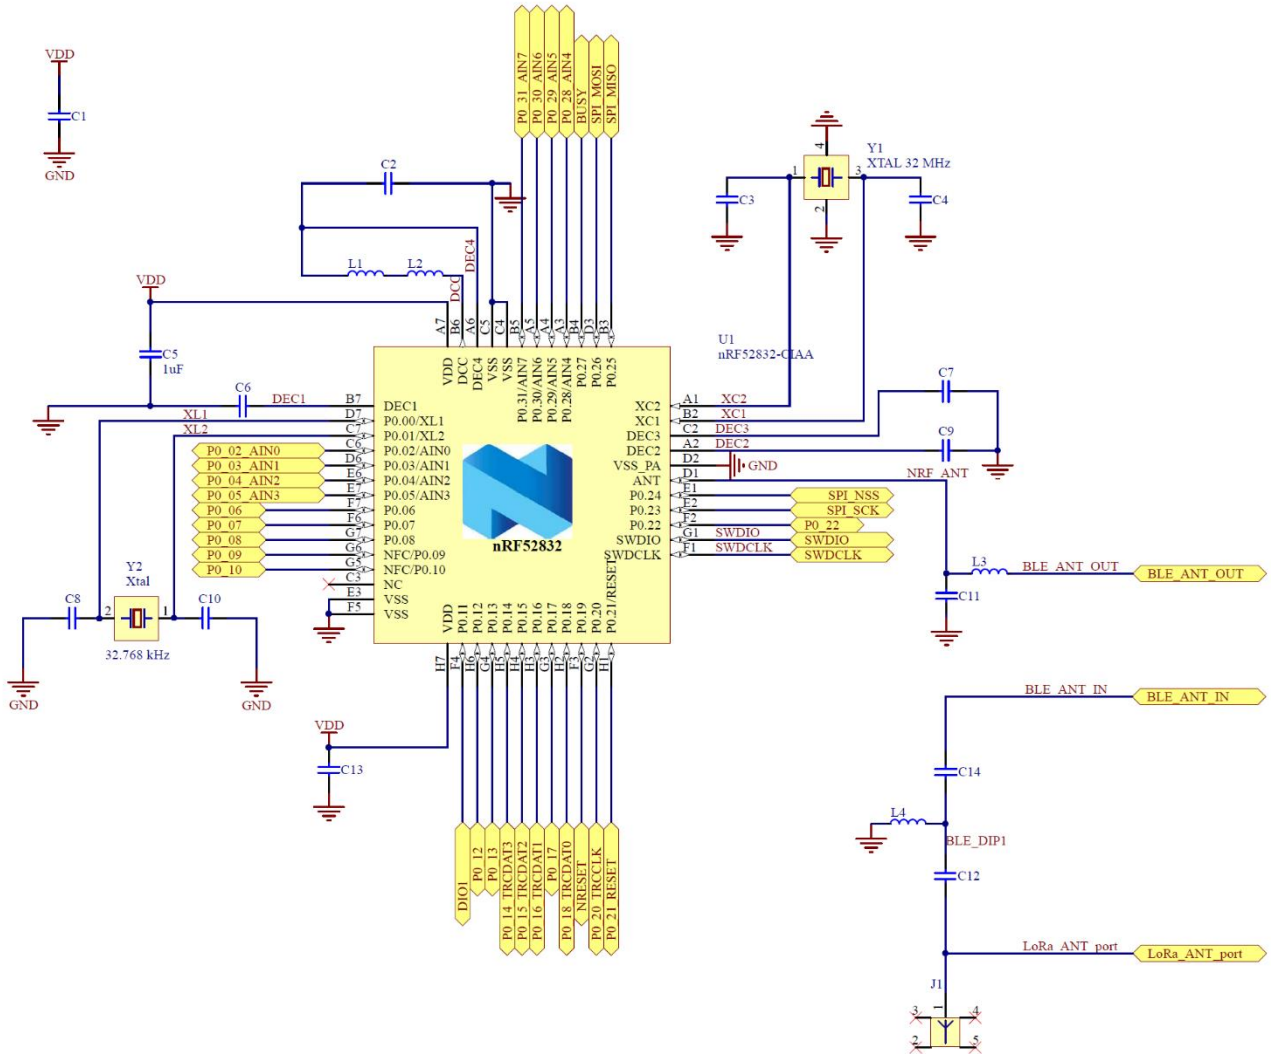 VDD
C1
GND
P0_31_AIN7
P0_30_AIN6
P0_29_AIN5
P0_28_AIN4
BUSY
SPI_MOSI
SPI_MISO
C2
4
Y1
XTAL 32 MHz
1
3
C3
C4
2
L1
L2
DCC
DEC4
VDD
A7
B6
A6
C5
C4
B5
A5
A4
A3
B4
D3
B3
U1
nRF52832-CIAA
C5
1uF
VDD
DCC
DEC4
VSS
VSS
P0.31/AIN7
P0.30/AIN6
P0.29/AIN5
P0.28/AIN4
P0.27
P0.26
P0.25
C6
DEC1
B7
DEC1
XL1
D7
P0.00/XL1
XL2
C7
P0.01/XL2
P0_02_AIN0
C6
P0.02/AIN0
P0_03_AIN1
D6
P0.03/AIN1
P0_04_AIN2
E6
P0.04/AIN2
P0_05_AIN3
E7
P0.05/AIN3
P0_06
F7
P0.06
P0_07
F6
P0.07
P0_08
G7
P0.08
P0_09
G6
NFC/P0.09
P0_10
G5
NFC/P0.10
C3
NC
E3
VSS
F5
VSS
nRF52832
XC2
A1
XC2
XC1
B2
XC1
DEC3
C2
DEC3
DEC2
A2
DEC2
VSS_PA
D2
GND
ANT
D1
NRF_ANT
P0.24
E1
SPI_NSS
P0.23
E2
SPI_SCK
P0.22
F2
P0_22
SWDIO
G1
SWDIO
SWDIO
SWDCLK
F1
SWDCLK
SWDCLK
C7
C9
L3
BLE_ANT_OUT
BLE_ANT_OUT
C11
Y2
Xtal
C8
2
1
C10
32.768 kHz
GND
GND
VDD
P0.11
P0.12
P0.13
P0.14
P0.15
P0.16
P0.17
P0.18
P0.19
P0.20
P0.21/RESET
H7
F4
H6
G4
H5
H4
H3
G3
H2
F3
G2
H1
VDD
C13
DIO1
P0_12
P0_13
P0_14_TRCDAT3
P0_15_TRCDAT2
P0_16_TRCDAT1
P0_17
P0_18_TRCDAT0
NRESET
P0_20_TRCCLK
P0_21_RESET
BLE_ANT_IN
BLE_ANT_IN
C14
L4
BLE_DIP1
C12
LoRa_ANT_port
LoRa_ANT_port
J1
1
3
4
2
5